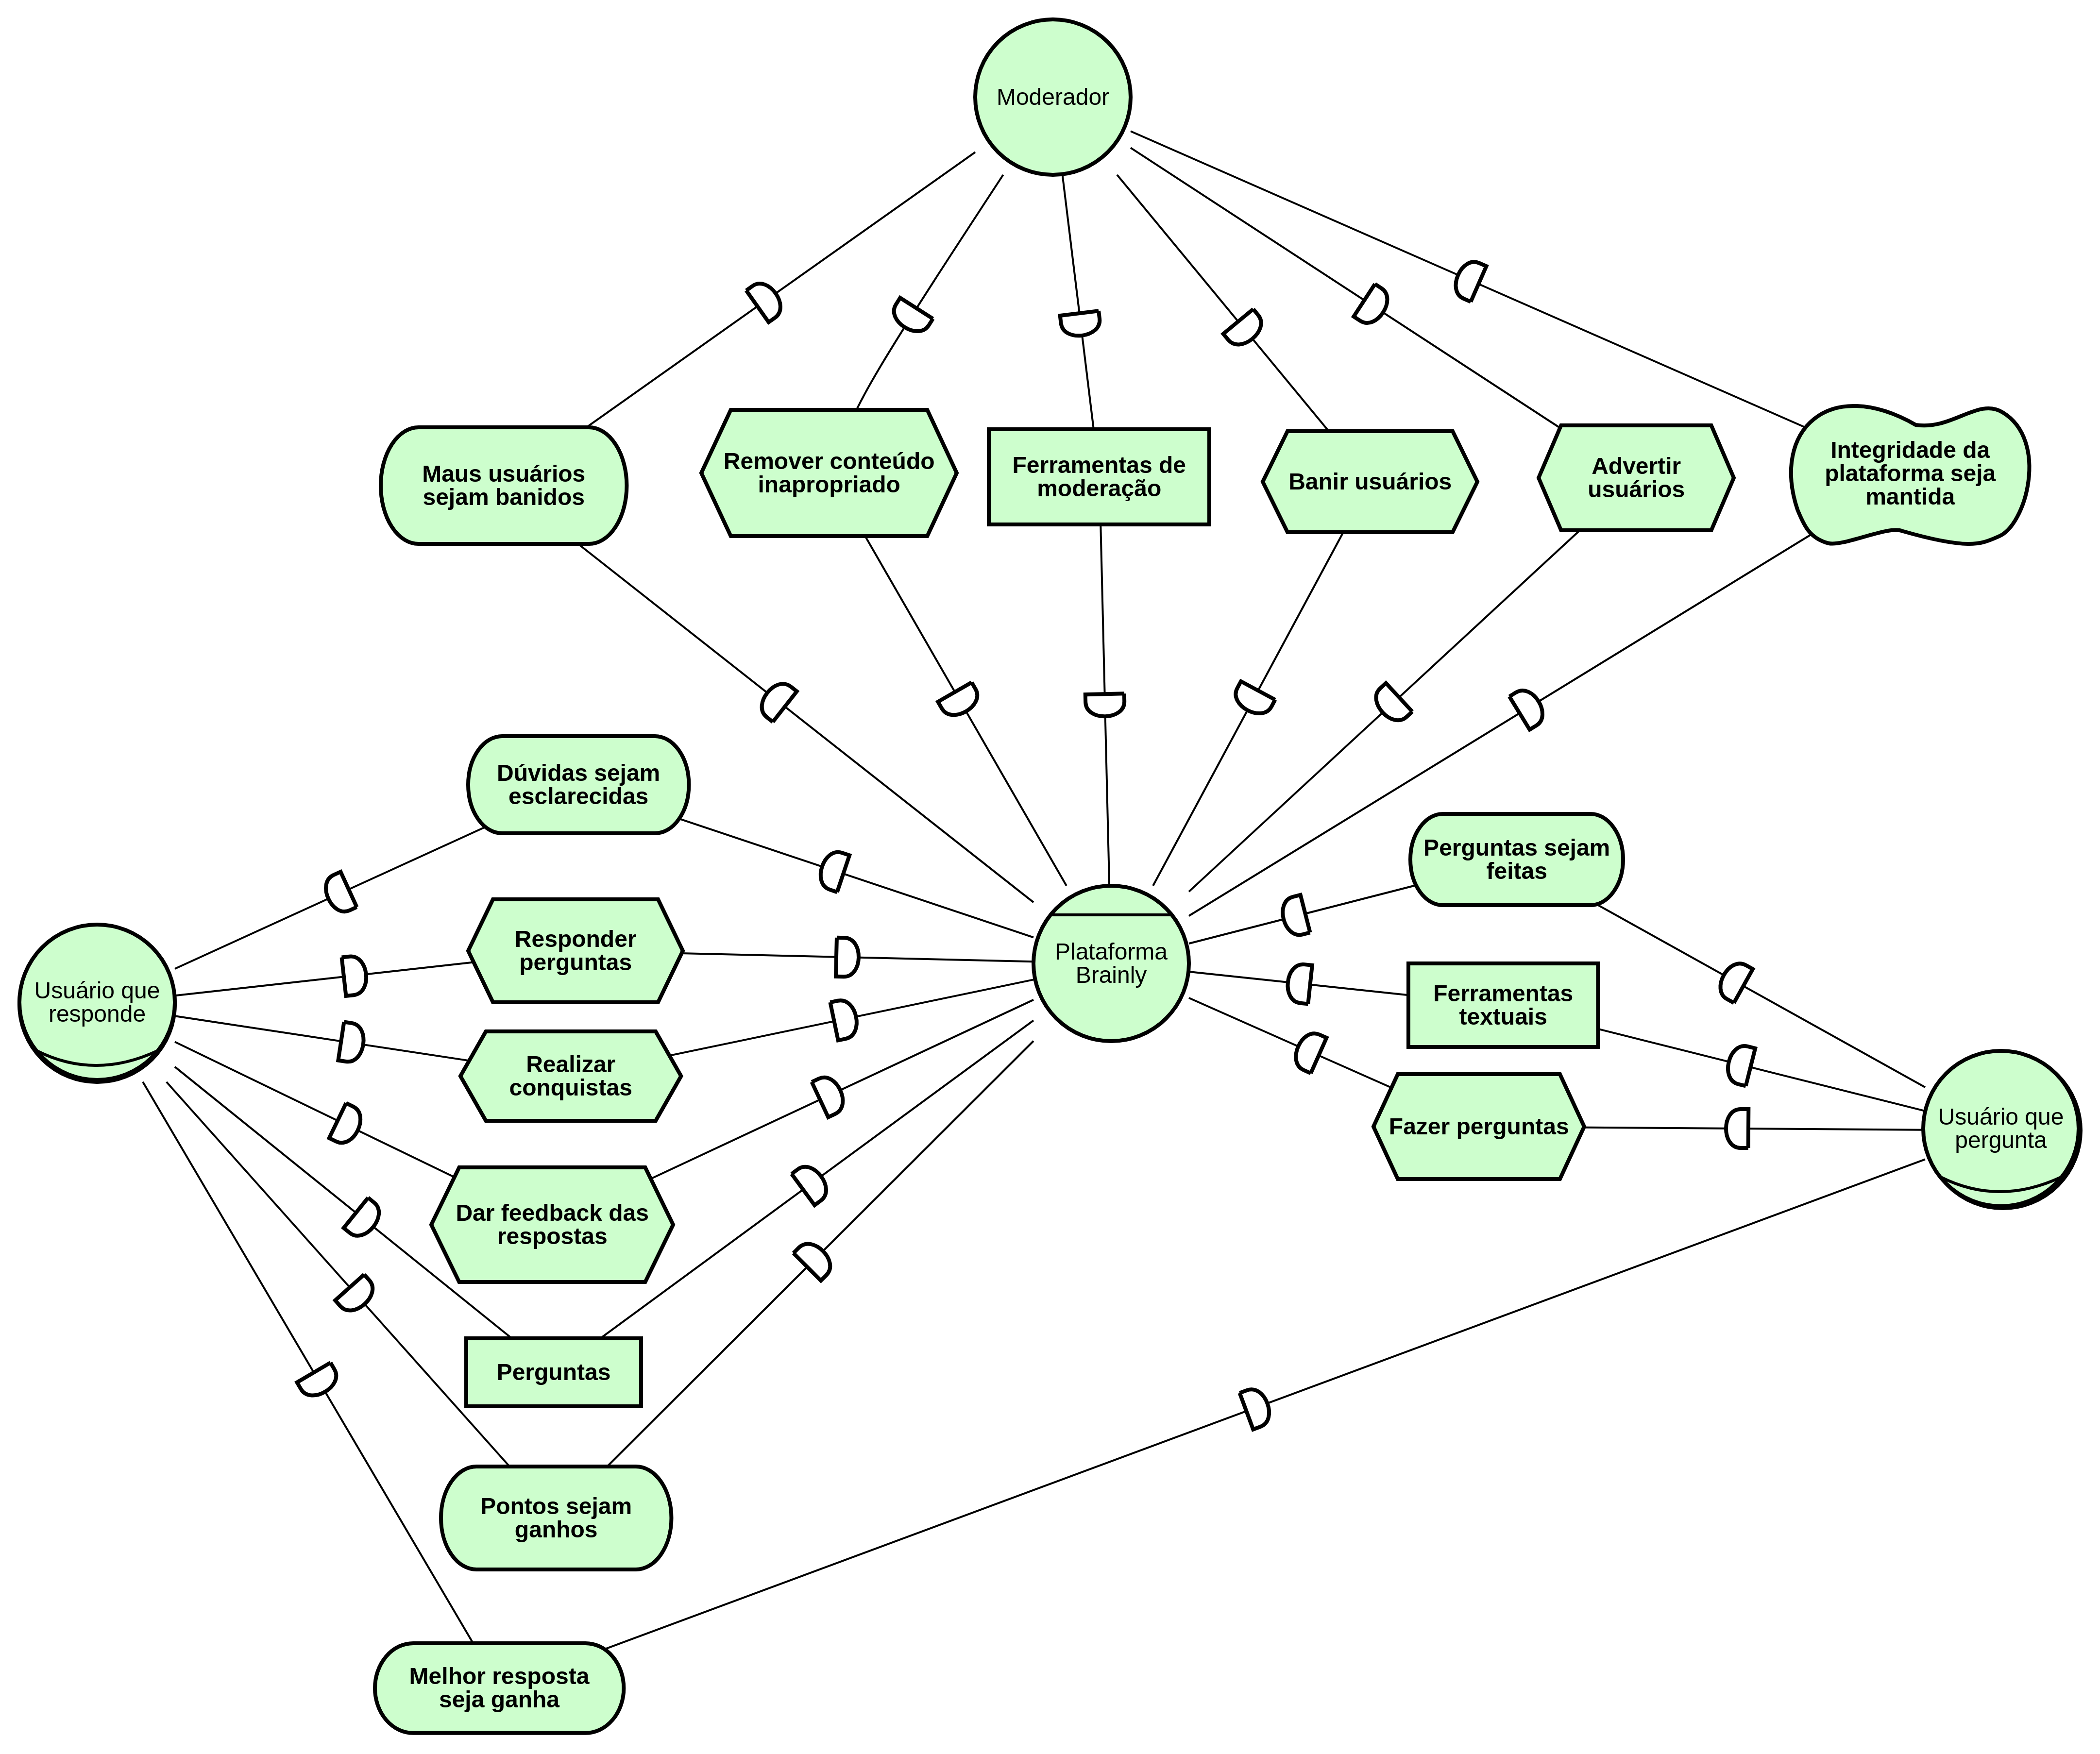 Moderador
Maus usuários
sejam banidos
Remover conteúdo
inapropriado
Ferramentas de
moderação
Banir usuários
Advertir
usuários
Integridade da
plataforma seja
mantida
Dúvidas sejam
esclarecidas
Perguntas sejam
feitas
Responder
perguntas
Plataforma
Brainly
Usuário que
responde
Ferramentas
textuais
Realizar
conquistas
Fazer perguntas
Usuário que
pergunta
Dar feedback das
respostas
Perguntas
Pontos sejam
ganhos
Melhor resposta
seja ganha